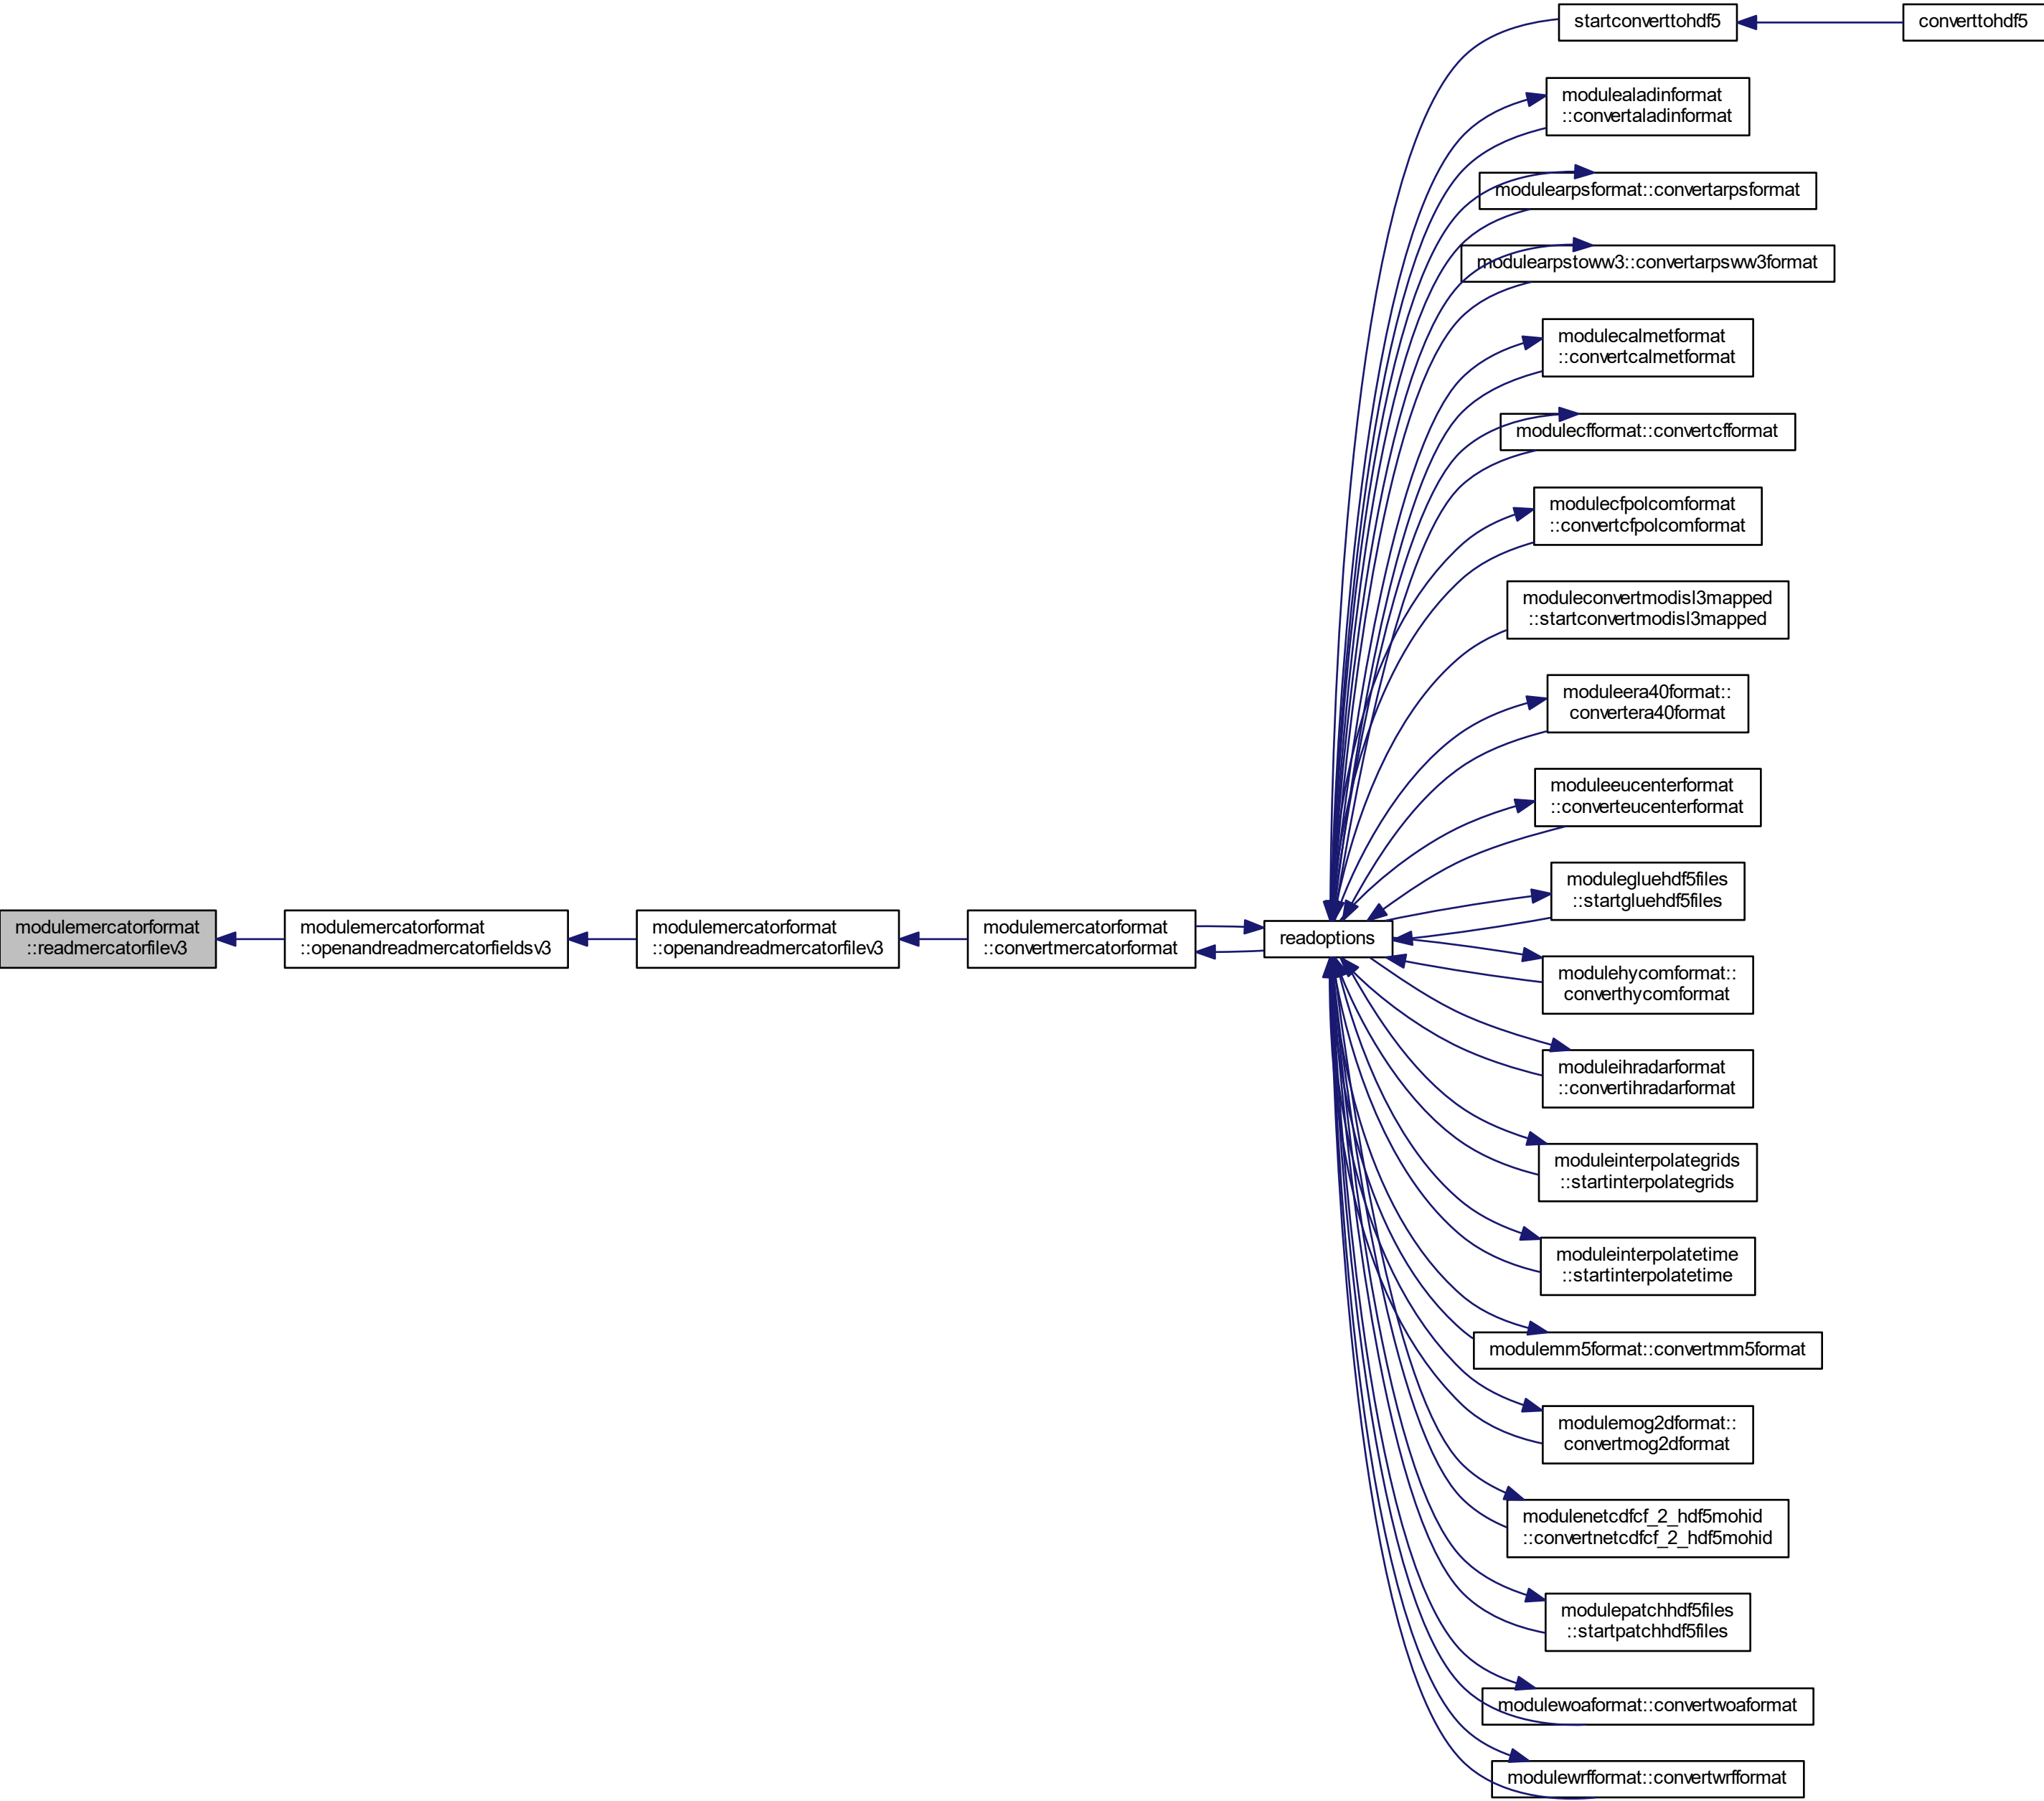 startconverttohdf5
converttohdf5
modulealadinformat
::convertaladinformat
modulearpsformat::convertarpsformat
modulearpstoww3::convertarpsww3format
modulecalmetformat
::convertcalmetformat
modulecfformat::convertcfformat
modulecfpolcomformat
::convertcfpolcomformat
moduleconvertmodisl3mapped
::startconvertmodisl3mapped
moduleera40format::
convertera40format
moduleeucenterformat
::converteucenterformat
modulegluehdf5files
::startgluehdf5files
modulemercatorformat
::readmercatorfilev3
modulemercatorformat
::openandreadmercatorfieldsv3
modulemercatorformat
::openandreadmercatorfilev3
modulemercatorformat
::convertmercatorformat
readoptions
modulehycomformat::
converthycomformat
moduleihradarformat
::convertihradarformat
moduleinterpolategrids
::startinterpolategrids
moduleinterpolatetime
::startinterpolatetime
modulemm5format::convertmm5format
modulemog2dformat::
convertmog2dformat
modulenetcdfcf_2_hdf5mohid
::convertnetcdfcf_2_hdf5mohid
modulepatchhdf5files
::startpatchhdf5files
modulewoaformat::convertwoaformat
modulewrfformat::convertwrfformat